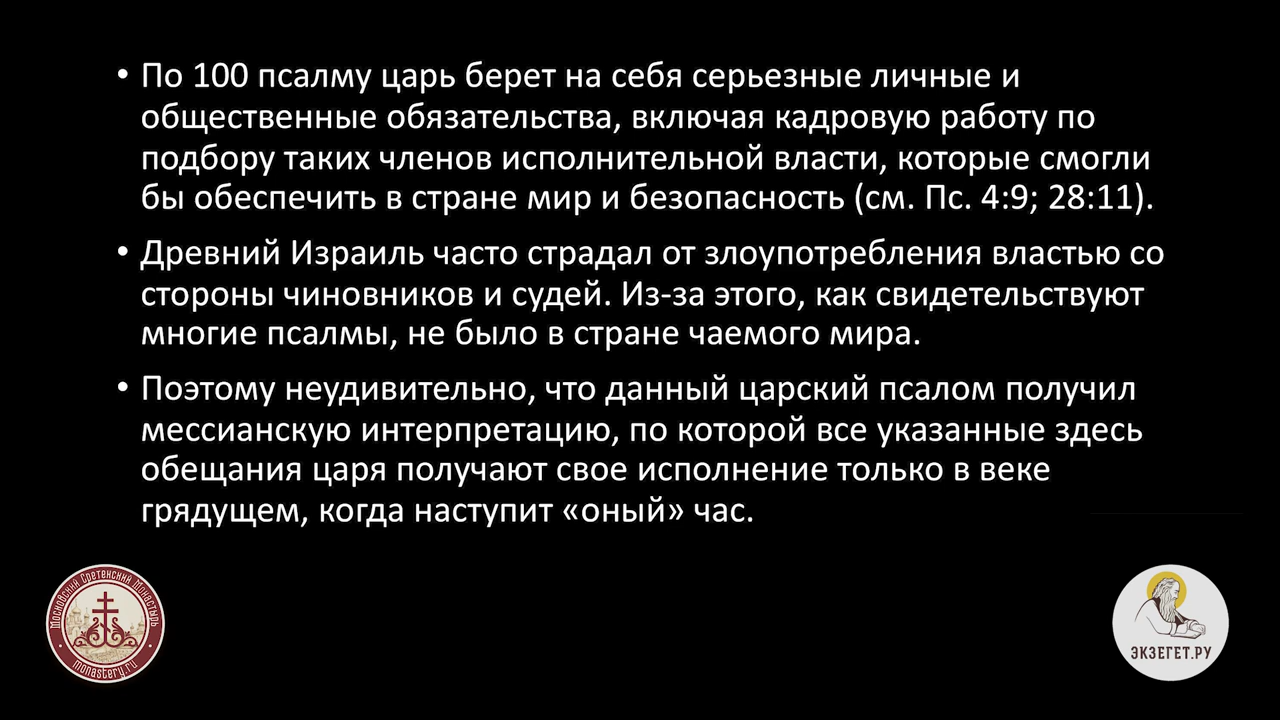 • По 100 псалму царь берет на себя серьезные личные и
общественные обязательства, включая кадровую работу по
подбору таких членов исполнительной власти, которые смогли
бы обеспечить в стране мир и безопасность (см. Пс. 4:9; 28:11).
• Древний Израиль часто страдал от злоупотребления властью со
стороны чиновников и судей. Из-за этого, как свидетельствуют
многие псалмы, не было в стране чаемого мира.
• Поэтому неудивительно, что данный царский псалом получил
мессианскую интерпретацию, по которой все указанные здесь
обещания царя получают свое исполнение только в веке
грядущем, когда наступит «оный» час.
Московский Сретенский Монастырь
monastery.ru
ЭКЗЕГЕТ.РУ